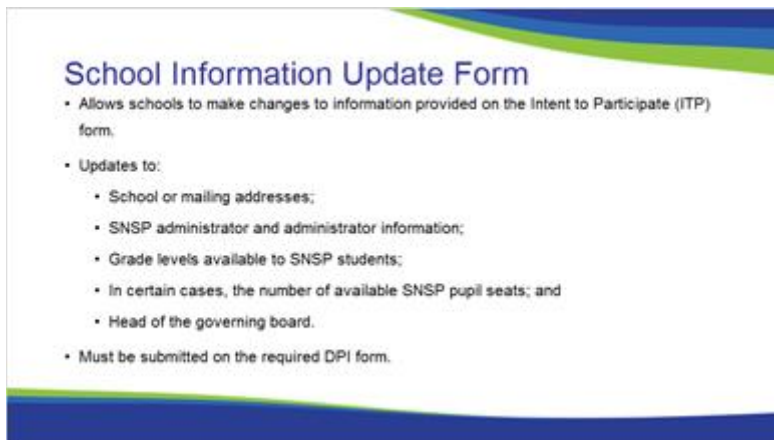 School Information Update Form
• Allows schools to make changes to information provided on the Intent to Participate (ITP)
form.
• Updates to:
• School or mailing addresses;
• SNSP administrator and administrator information;
• Grade levels available to SNSP students;
• In certain cases, the number of available SNSP pupil seats; and
• Head of the governing board.
• Must be submitted on the required DPI form.